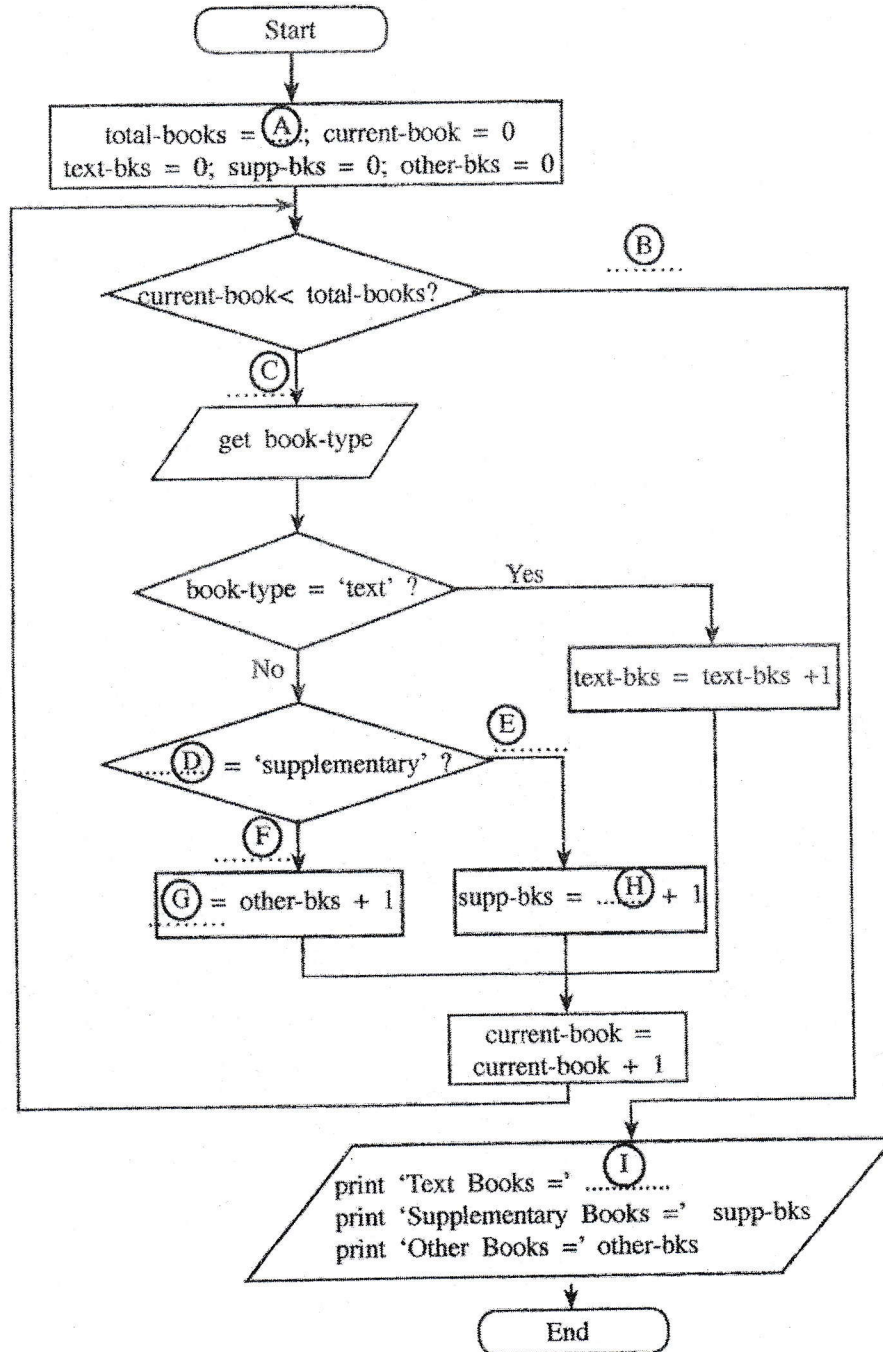 Start
total-books = (A)....; current-book = 0
text-bks = 0; supp-bks = 0; other-bks = 0
(B)
current-book< total-books?
(C)
get book-type
book-type = ‘text’ ?
Yes
No
text-bks = text-bks +1
(E)
(D) = ‘supplementary’ ?
(F)
(G) = other-bks + 1
supp-bks = ....(H) + 1
current-book =
current-book + 1
(I)
print ‘Text Books =’ .............
print ‘Supplementary Books =’ supp-bks
print ‘Other Books =’ other-bks
End